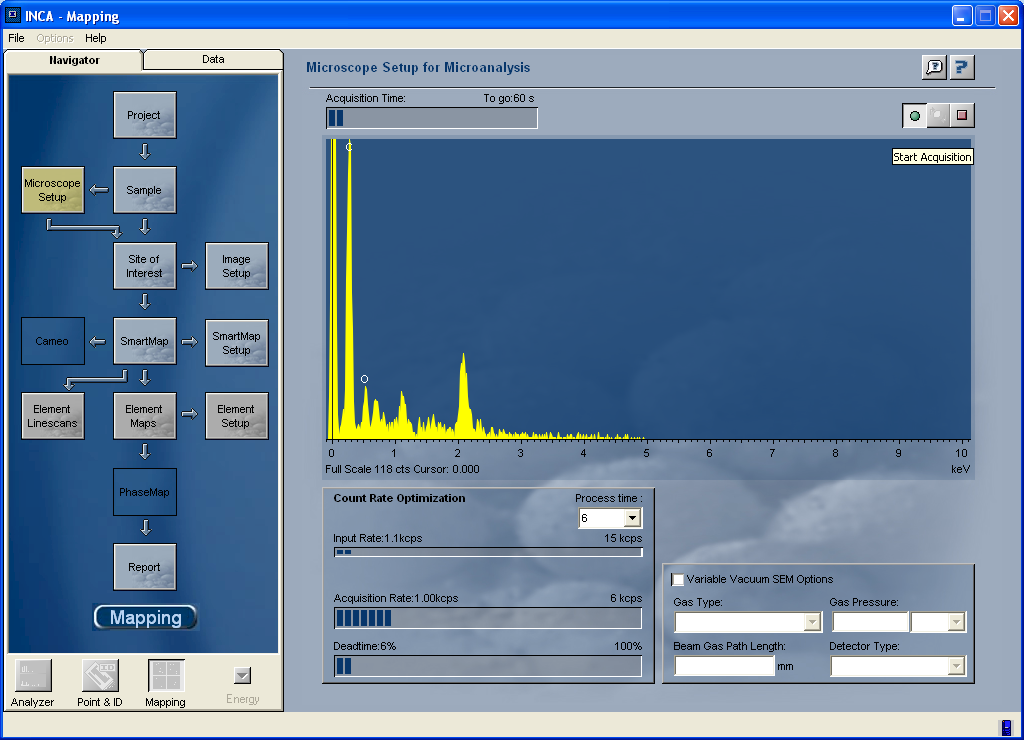 INCA - Mapping
File Options Help
Navigator Data
Project
Microscope Setup
Sample
Site of Interest
Image Setup
Cameo
SmartMap
SmartMap Setup
Element Linescans
Element Maps
Element Setup
PhaseMap
Report
Mapping
Analyzer Point & ID Mapping Energy
Microscope Setup for Microanalysis
Acquisition Time: To go:60 s
Start Acquisition
C
O
0 1 2 3 4 5 6 7 8 9 10
Full Scale 118 cts Cursor: 0.000 keV
Count Rate Optimization
Process time :
6
Input Rate:1.1kcps 15 kcps
Acquisition Rate:1.00kcps 6 kcps
Deadtime:6% 100%
Variable Vacuum SEM Options
Gas Type: Gas Pressure:
Beam Gas Path Length: Detector Type:
mm